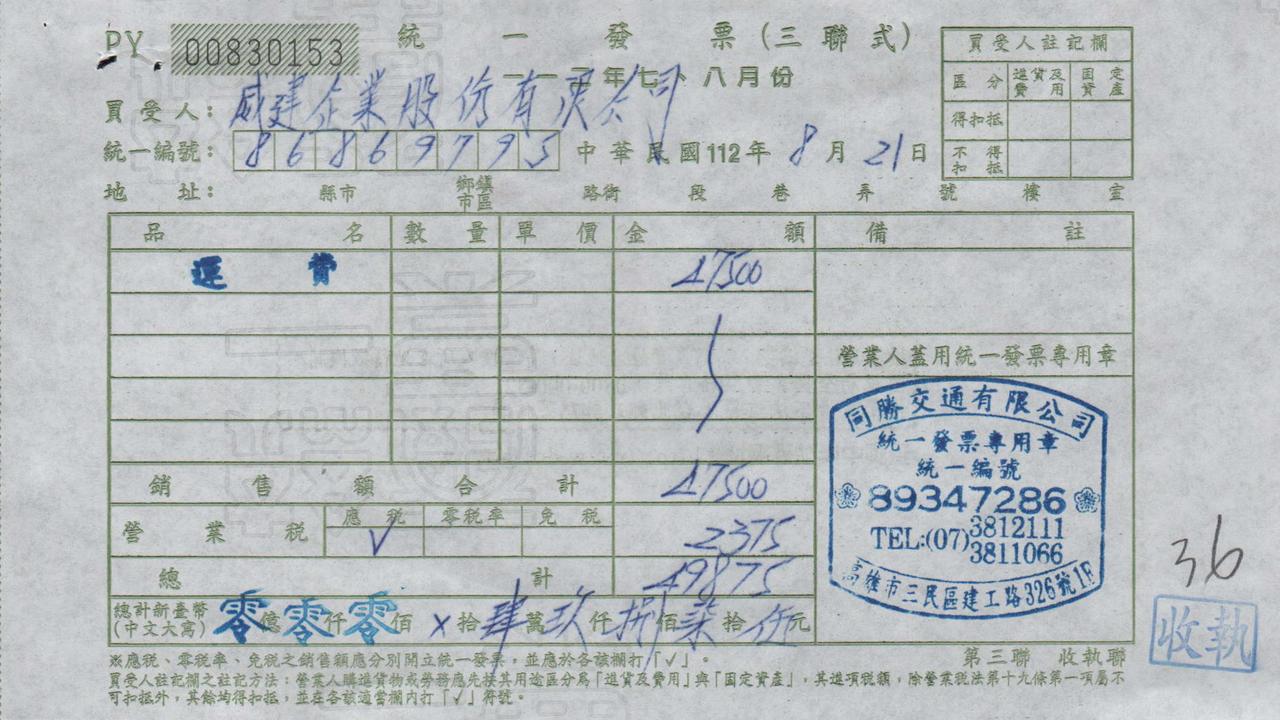 PY 00830153 統一發票(三聯式)
一一二年七、八月份
買受人註記欄
區分 進貨及費用 固定資產
得扣抵
不得扣抵
買受人: 威建企業股份有限公司
統一編號: 86869795 中華民國112年8月21日
地址: 縣市 鄉鎮市區 路街 段 巷 弄 號 樓 室
品名 數量 單價 金額 備註
運費 47500
營業人蓋用統一發票專用章
銷售額合計 47500
營業稅 應稅 零稅率 免稅 2375
✓
總計 49875
總計新臺幣(中文大寫) 零億零仟零佰×拾肆萬玖仟捌佰柒拾伍元
司勝交通有限公司
統一發票專用章
統一編號
89347286
TEL:(07)3812111
3811066
高雄市三民區建工路326號1F
36
收執
※應稅、零稅率、免稅之銷售額應分別開立統一發票,並應於各該欄打「✓」。
第三聯 收執聯
買受人註記欄之註記方法:營業人購進貨物或勞務應先按其用途區分為「進貨及費用」與「固定資產」,其進項稅額,除營業稅法第十九條第一項屬不
可扣抵外,其餘均得扣抵,並在各該適當欄內打「✓」符號。